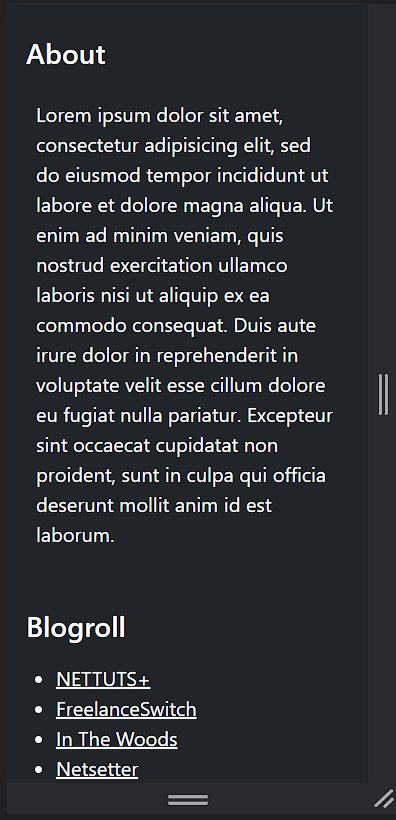 About
Lorem ipsum dolor sit amet,
consectetur adipisicing elit, sed
do eiusmod tempor incididunt ut
labore et dolore magna aliqua. Ut
enim ad minim veniam, quis
nostrud exercitation ullamco
laboris nisi ut aliquip ex ea
commodo consequat. Duis aute
irure dolor in reprehenderit in
voluptate velit esse cillum dolore
eu fugiat nulla pariatur. Excepteur
sint occaecat cupidatat non
proident, sunt in culpa qui officia
deserunt mollit anim id est
laborum.
Blogroll
• NETTUTS+
• FreelanceSwitch
• In The Woods
• Netsetter